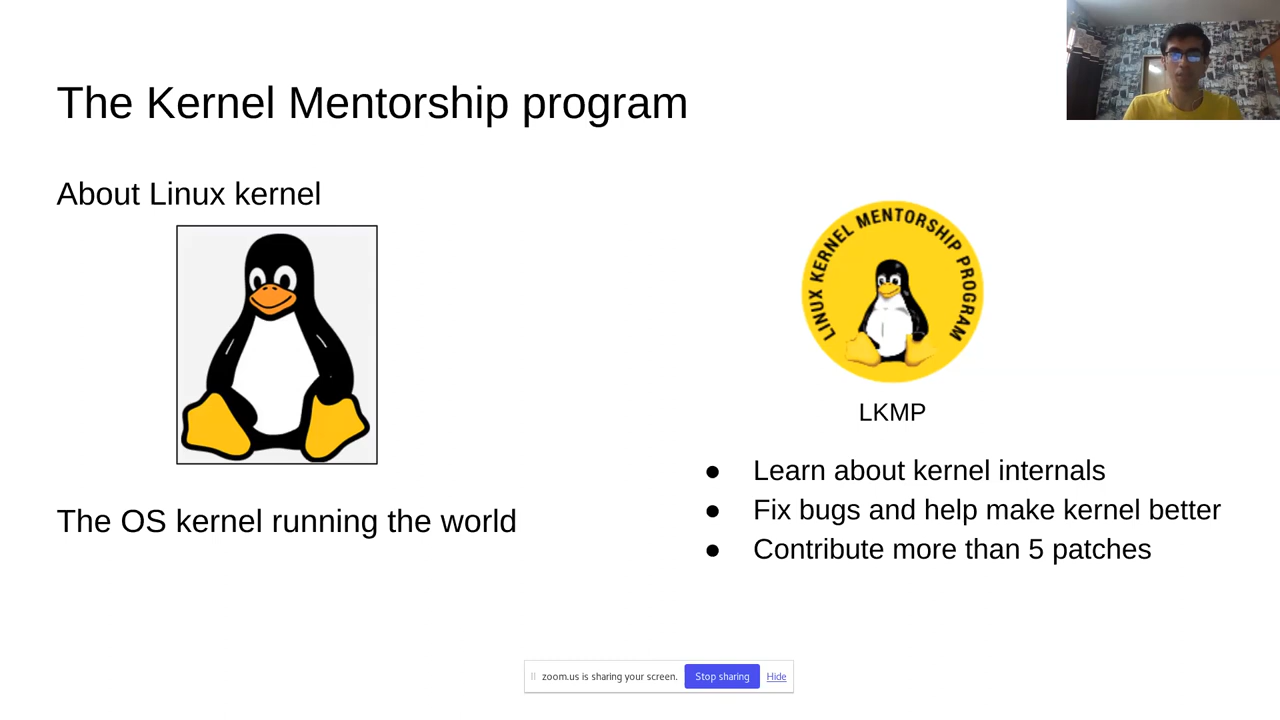 The Kernel Mentorship program
About Linux kernel
The OS kernel running the world
LINUX KERNEL MENTORSHIP PROGRAM
LKMP
● Learn about kernel internals
● Fix bugs and help make kernel better
● Contribute more than 5 patches
zoom.us is sharing your screen. Stop sharing Hide